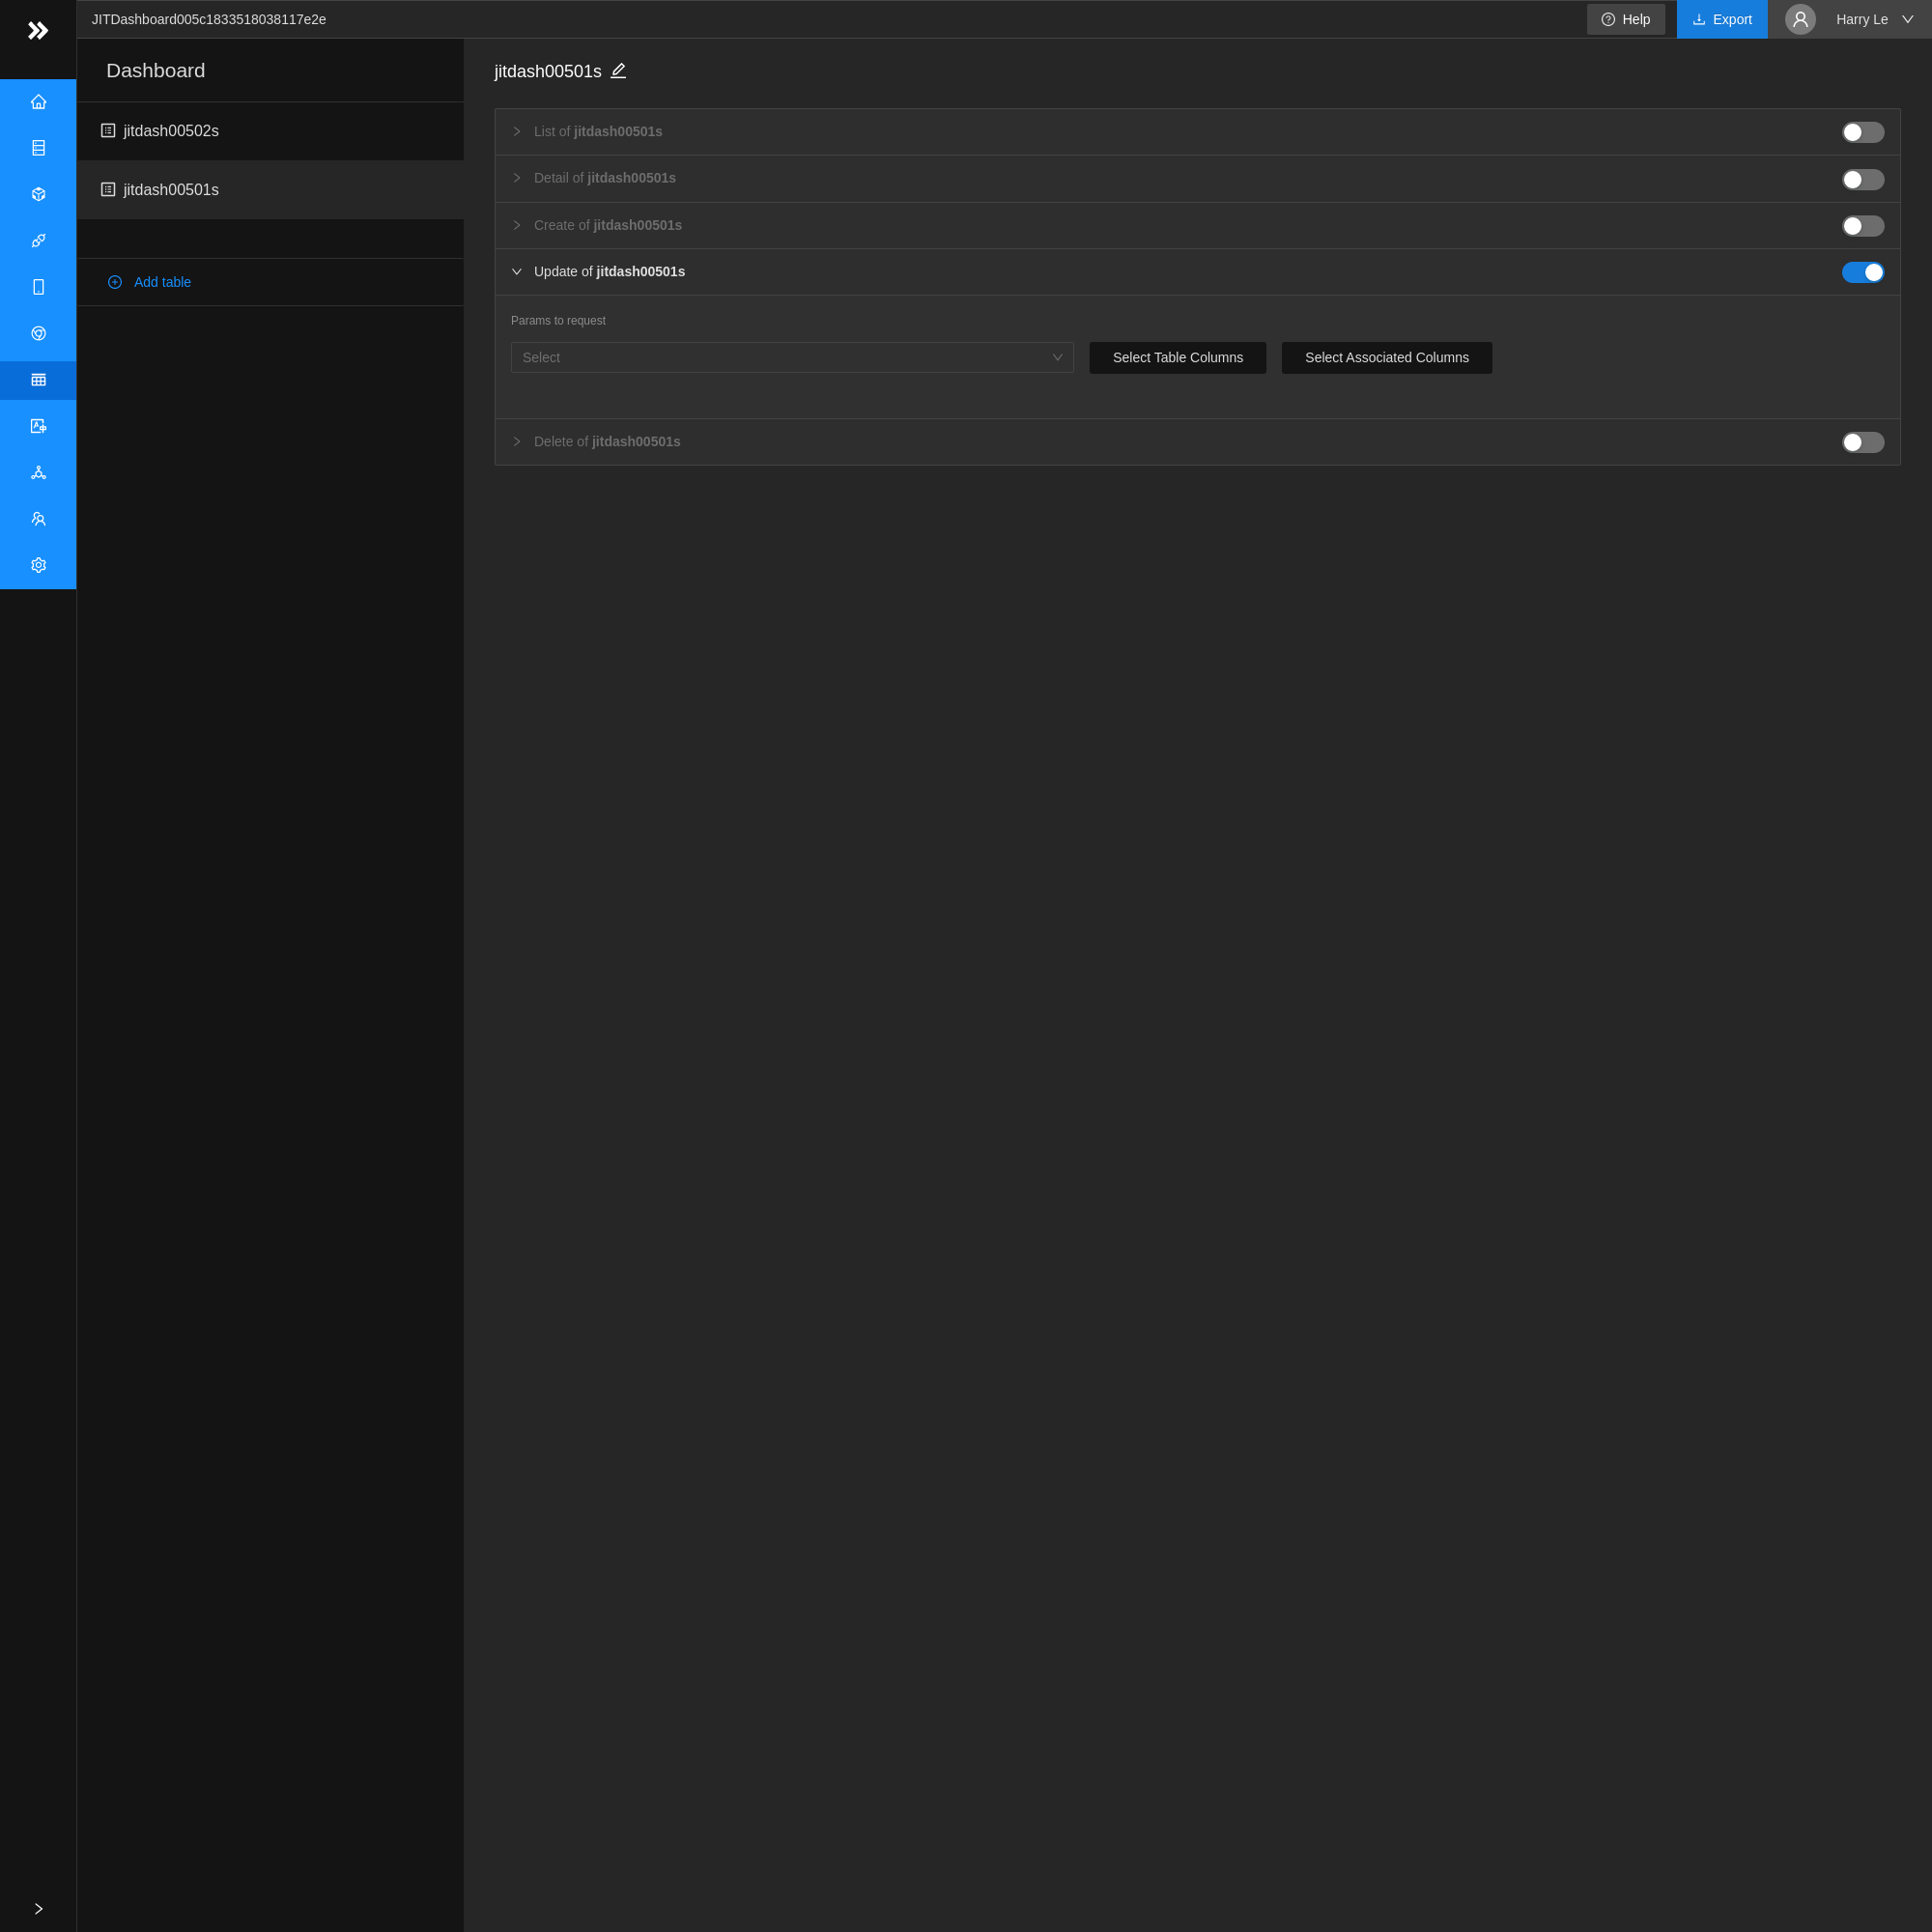 JITDashboard005c1833518038117e2e
Help
Export
Harry Le
Dashboard
jitdash00502s
jitdash00501s
Add table
jitdash00501s
List of jitdash00501s
Detail of jitdash00501s
Create of jitdash00501s
Update of jitdash00501s
Params to request
Select
Select Table Columns
Select Associated Columns
Delete of jitdash00501s